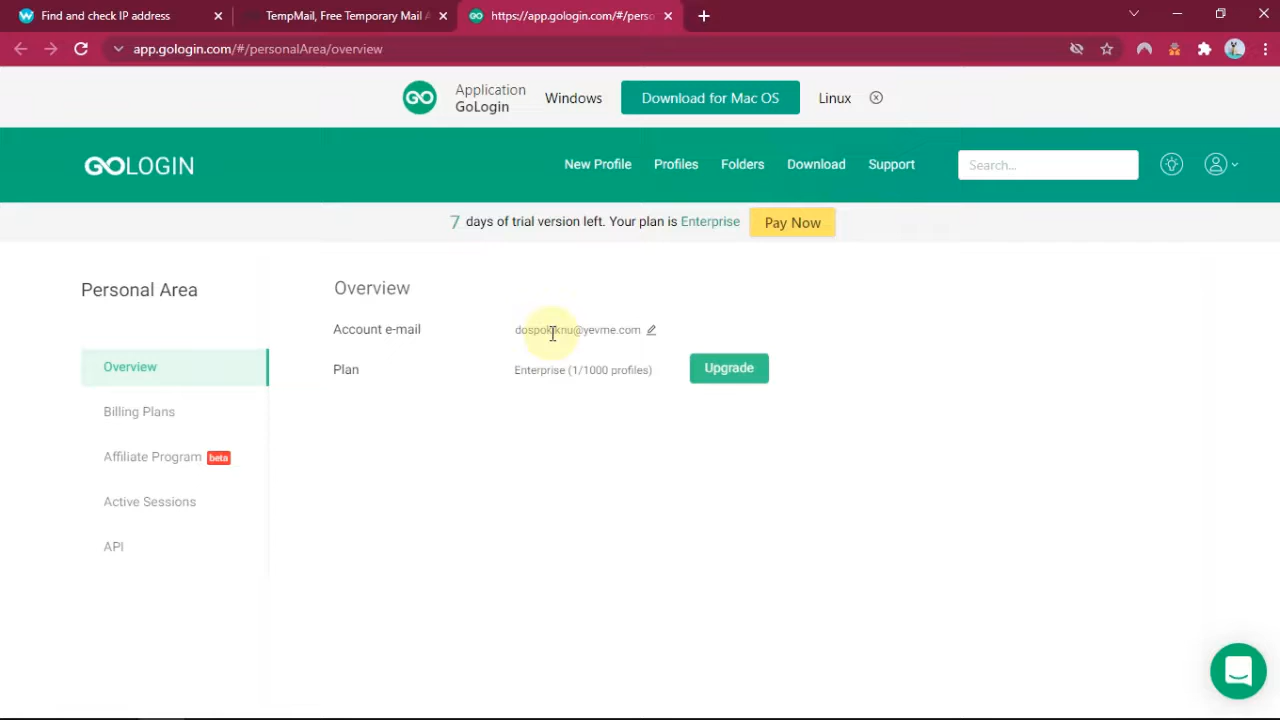 Find and check IP address
TempMail, Free Temporary Mail
https://app.gologin.com/#/perso
app.gologin.com/#/personalArea/overview
GO
Application
GoLogin
Windows
Download for Mac OS
Linux
GOLOGIN
New Profile
Profiles
Folders
Download
Support
Search...
7 days of trial version left. Your plan is Enterprise
Pay Now
Personal Area
Overview
Billing Plans
Affiliate Program beta
Active Sessions
API
Overview
Account e-mail
Plan
Enterprise (1/1000 profiles)
Upgrade